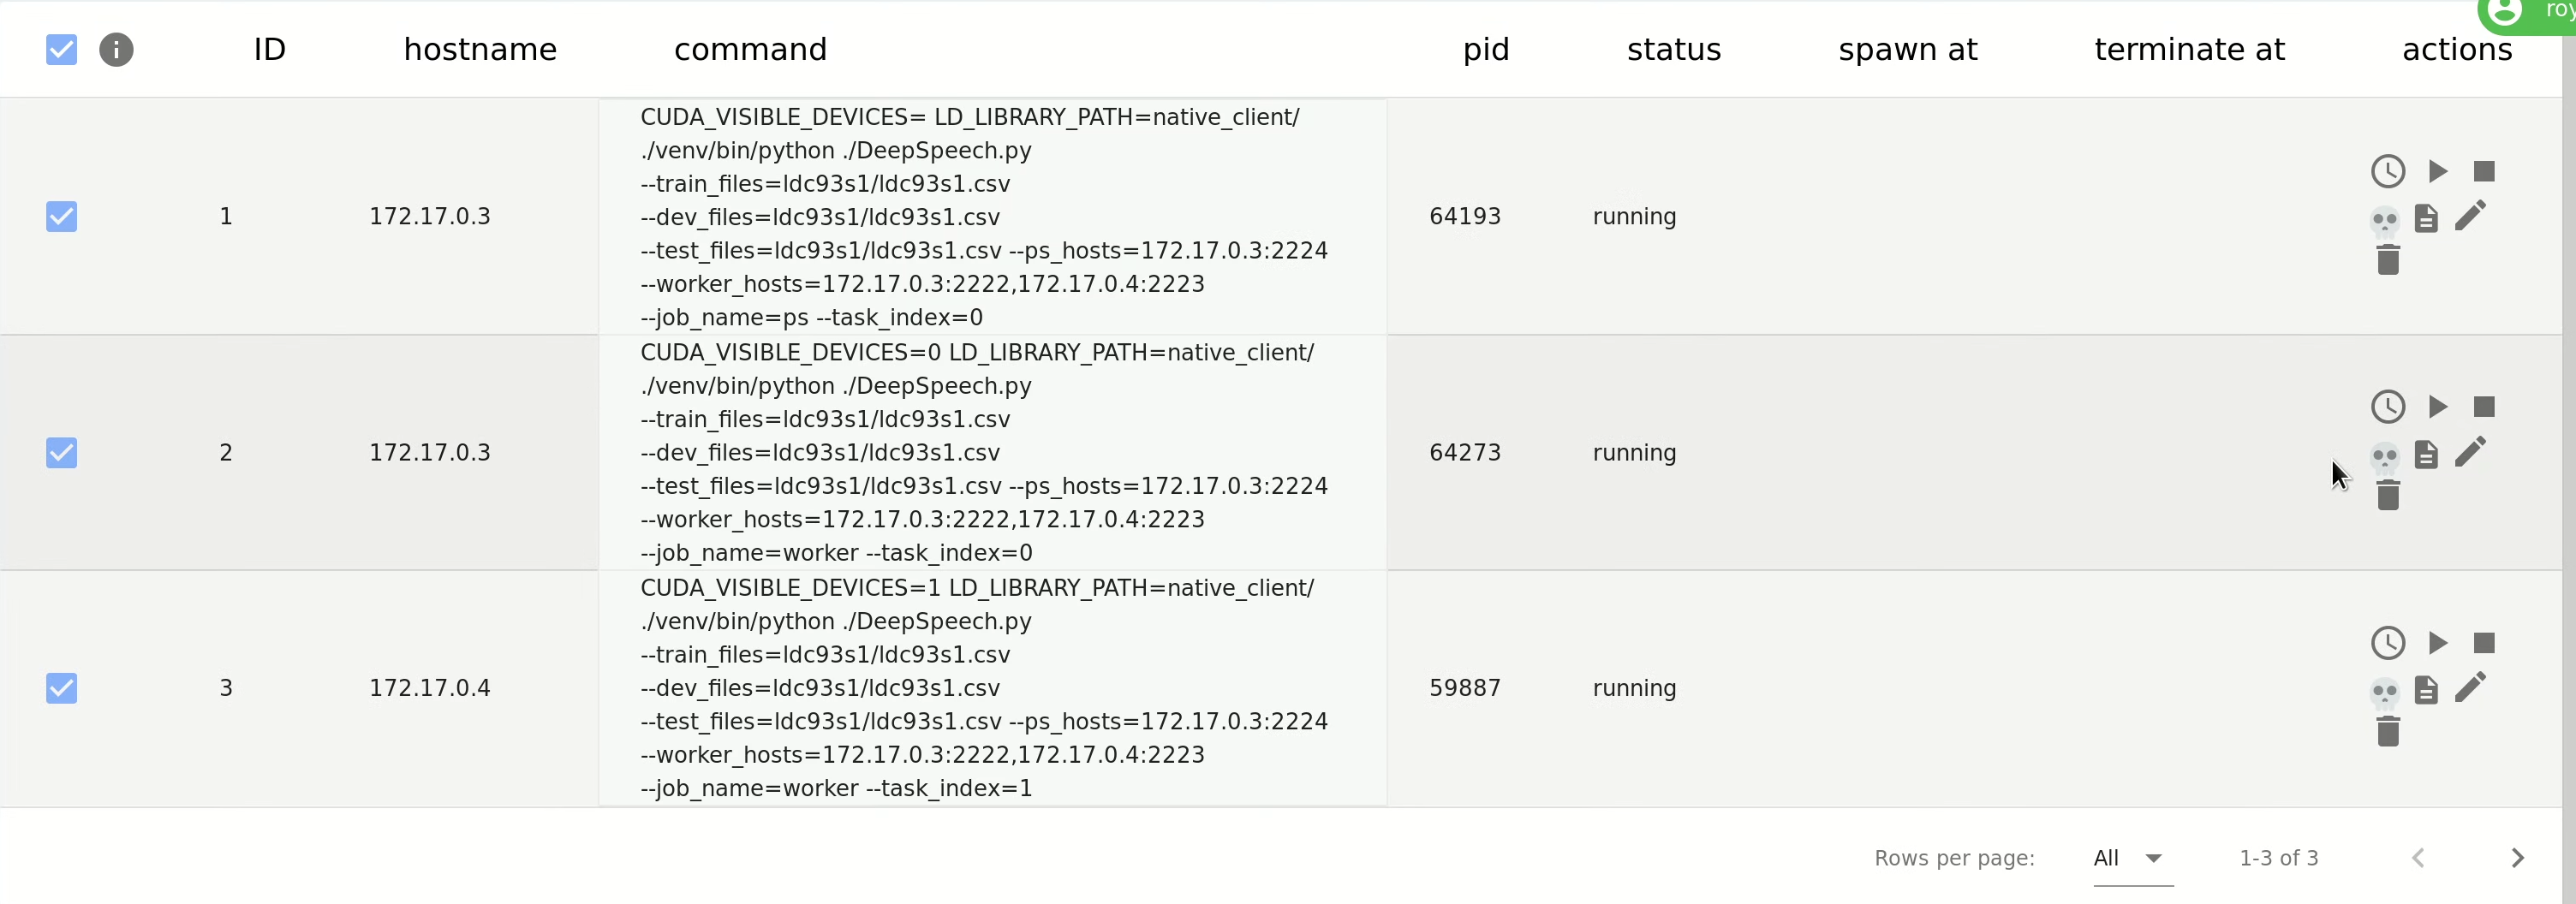 roy
ID hostname command pid status spawn at terminate at actions
CUDA_VISIBLE_DEVICES= LD_LIBRARY_PATH=native_client/
./venv/bin/python ./DeepSpeech.py
--train_files=ldc93s1/ldc93s1.csv
--dev_files=ldc93s1/ldc93s1.csv
--test_files=ldc93s1/ldc93s1.csv --ps_hosts=172.17.0.3:2224
--worker_hosts=172.17.0.3:2222,172.17.0.4:2223
--job_name=ps --task_index=0
1 172.17.0.3 64193 running
CUDA_VISIBLE_DEVICES=0 LD_LIBRARY_PATH=native_client/
./venv/bin/python ./DeepSpeech.py
--train_files=ldc93s1/ldc93s1.csv
--dev_files=ldc93s1/ldc93s1.csv
--test_files=ldc93s1/ldc93s1.csv --ps_hosts=172.17.0.3:2224
--worker_hosts=172.17.0.3:2222,172.17.0.4:2223
--job_name=worker --task_index=0
2 172.17.0.3 64273 running
CUDA_VISIBLE_DEVICES=1 LD_LIBRARY_PATH=native_client/
./venv/bin/python ./DeepSpeech.py
--train_files=ldc93s1/ldc93s1.csv
--dev_files=ldc93s1/ldc93s1.csv
--test_files=ldc93s1/ldc93s1.csv --ps_hosts=172.17.0.3:2224
--worker_hosts=172.17.0.3:2222,172.17.0.4:2223
--job_name=worker --task_index=1
3 172.17.0.4 59887 running
Rows per page: All 1-3 of 3